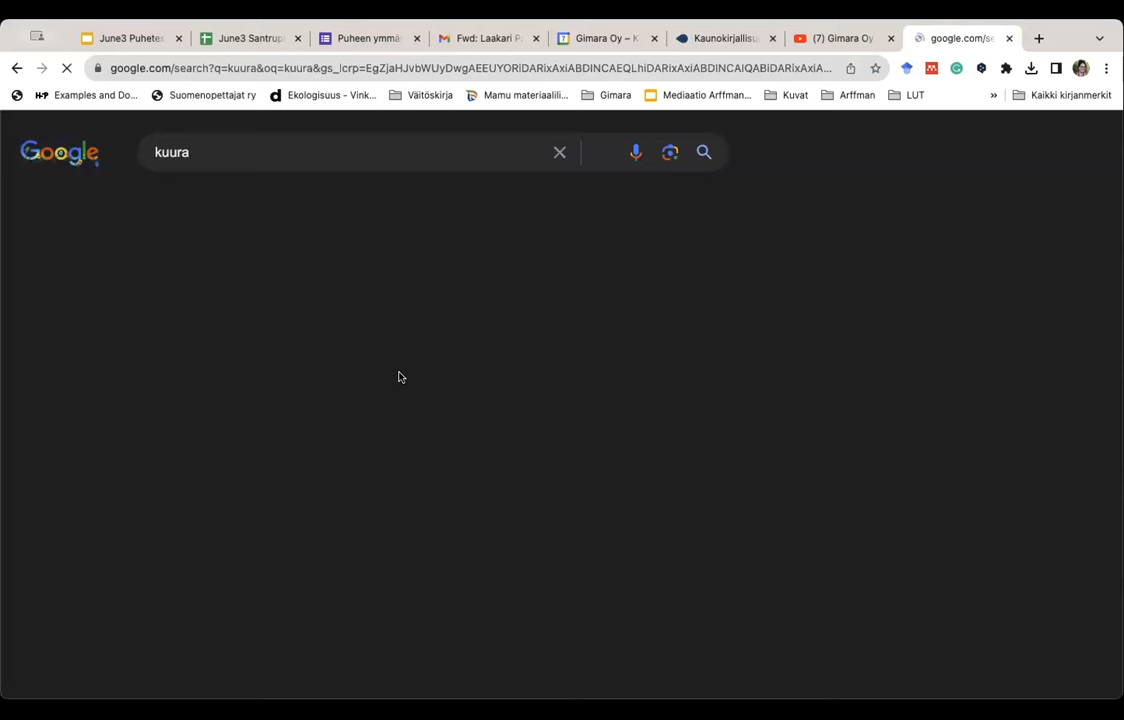 June3 Puhetes
June3 Santrup
Puheen ymmä
Fwd: Laakari P
Gimara Oy – K
Kaunokirjallisu
(7) Gimara Oy
google.com/se
google.com/search?q=kuura&oq=kuura&gs_lcrp=EgZjaHJvbWUyDwgAEEUYORiDARixAxiABDINCAEQLhiDARixAxiABDINCAIQABiDARixAxiA...
Examples and Do...
Suomenopettajat ry
Ekologisuus - Vink...
Väitöskirja
Mamu materiaalili...
Gimara
Mediaatio Arffman...
Kuvat
Arffman
LUT
»
Kaikki kirjanmerkit
Google
kuura